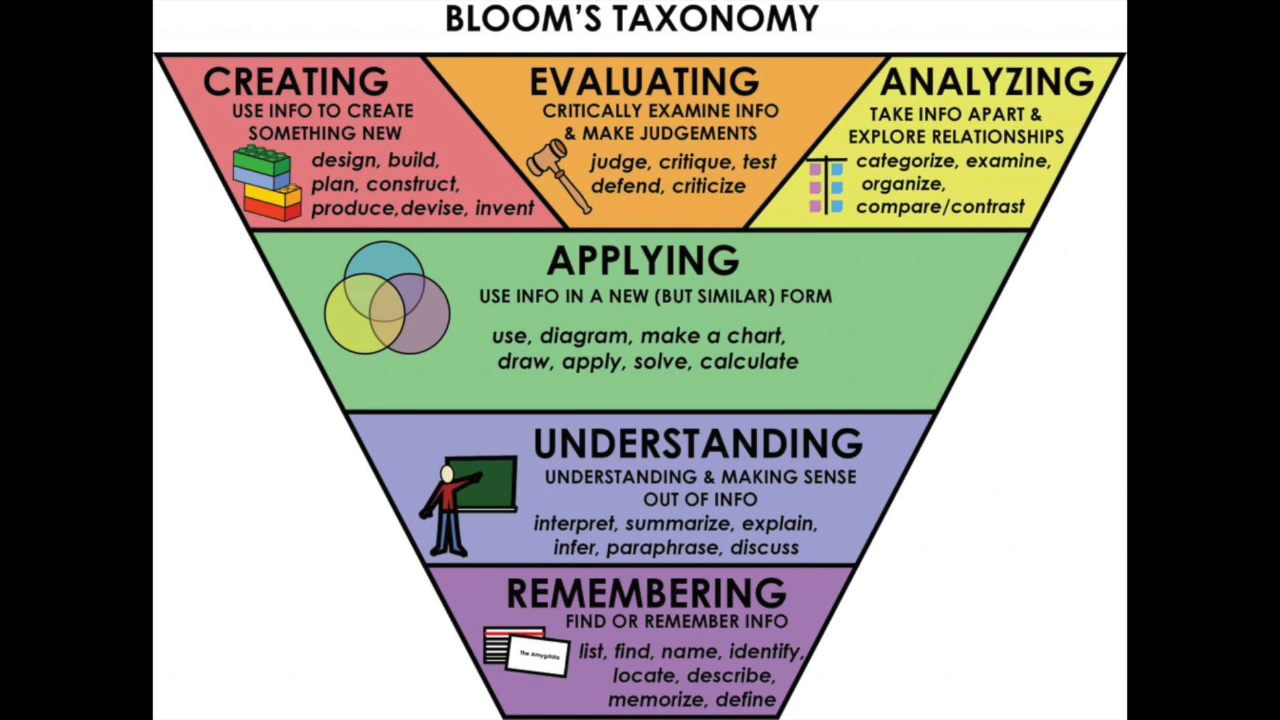 BLOOM'S TAXONOMY
CREATING
USE INFO TO CREATE
SOMETHING NEW
design, build,
plan, construct,
produce,devise, invent
EVALUATING
CRITICALLY EXAMINE INFO
& MAKE JUDGEMENTS
judge, critique, test
defend, criticize
ANALYZING
TAKE INFO APART &
EXPLORE RELATIONSHIPS
categorize, examine,
organize,
compare/contrast
APPLYING
USE INFO IN A NEW (BUT SIMILAR) FORM
use, diagram, make a chart,
draw, apply, solve, calculate
UNDERSTANDING
UNDERSTANDING & MAKING SENSE
OUT OF INFO
interpret, summarize, explain,
infer, paraphrase, discuss
REMEMBERING
FIND OR REMEMBER INFO
The Amygdala
list, find, name, identify,
locate, describe,
memorize, define